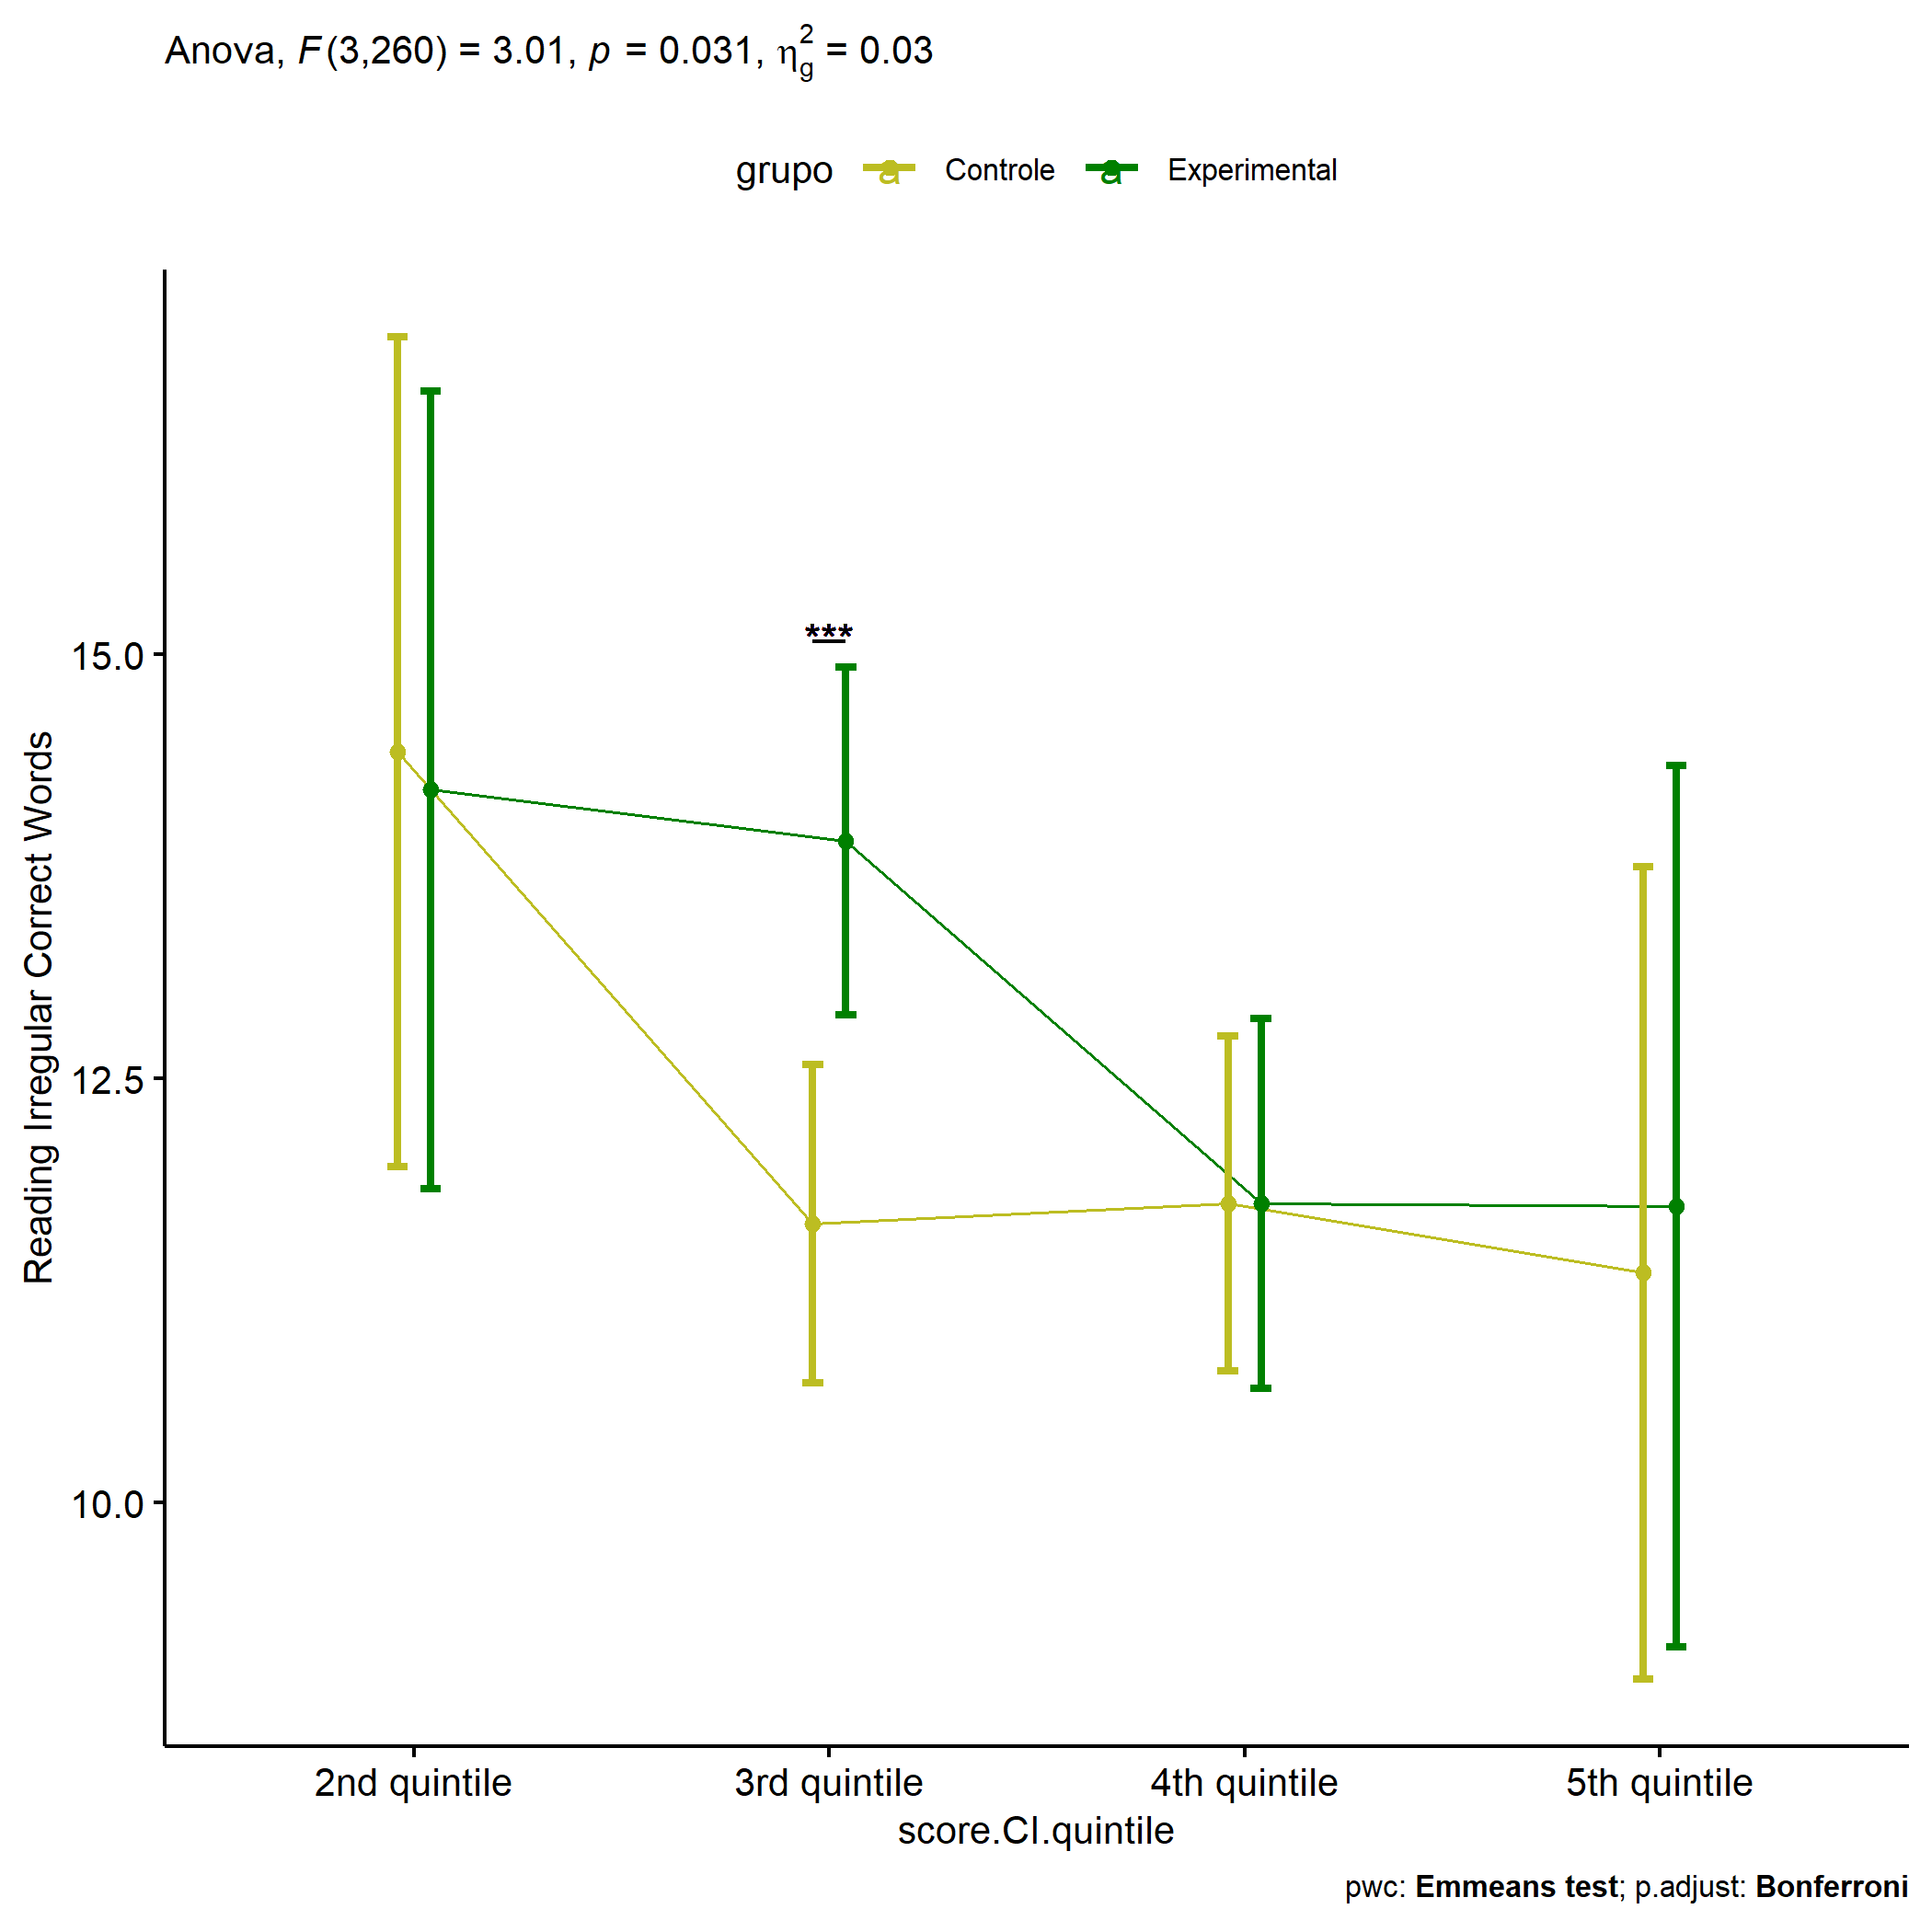 Anova, F(3,260) = 3.01, p = 0.031, η²g = 0.03
grupo a Controle a Experimental
***
Reading Irregular Correct Words
15.0
12.5
10.0
2nd quintile 3rd quintile 4th quintile 5th quintile
score.CI.quintile
pwc: Emmeans test; p.adjust: Bonferroni